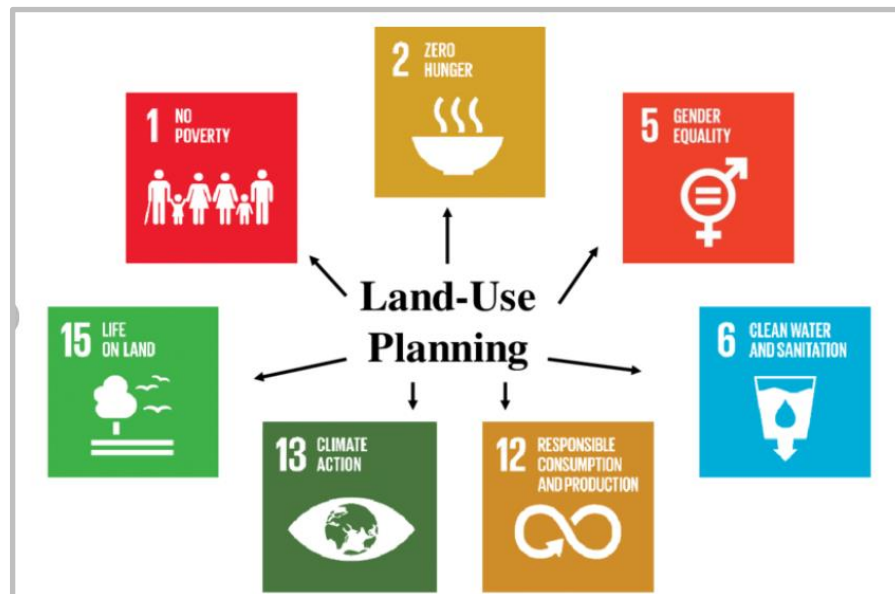 2 ZERO
HUNGER
1 NO
POVERTY
5 GENDER
EQUALITY
Land-Use
Planning
15 LIFE
ON LAND
6 CLEAN WATER
AND SANITATION
13 CLIMATE
ACTION
12 RESPONSIBLE
CONSUMPTION
AND PRODUCTION